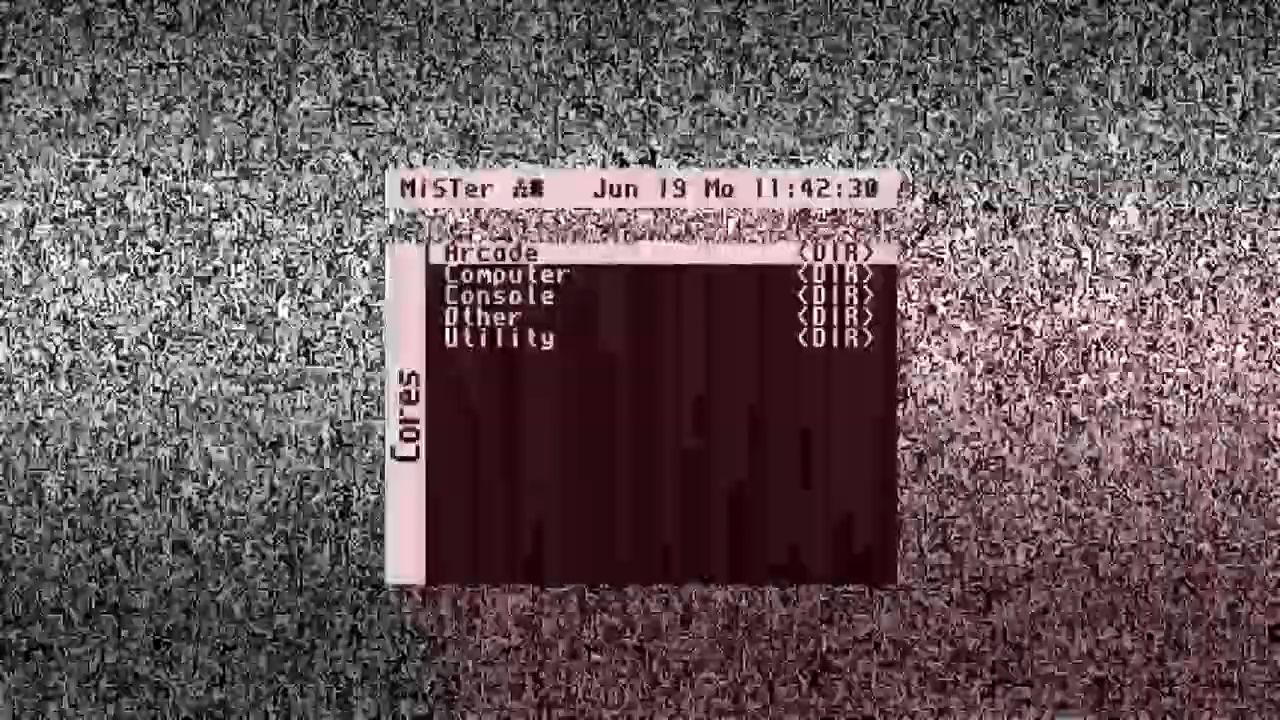 MiSTer Jun 19 Mo 11:42:30
Arcade <DIR>
Computer <DIR>
Console <DIR>
Other <DIR>
Utility <DIR>
Cores